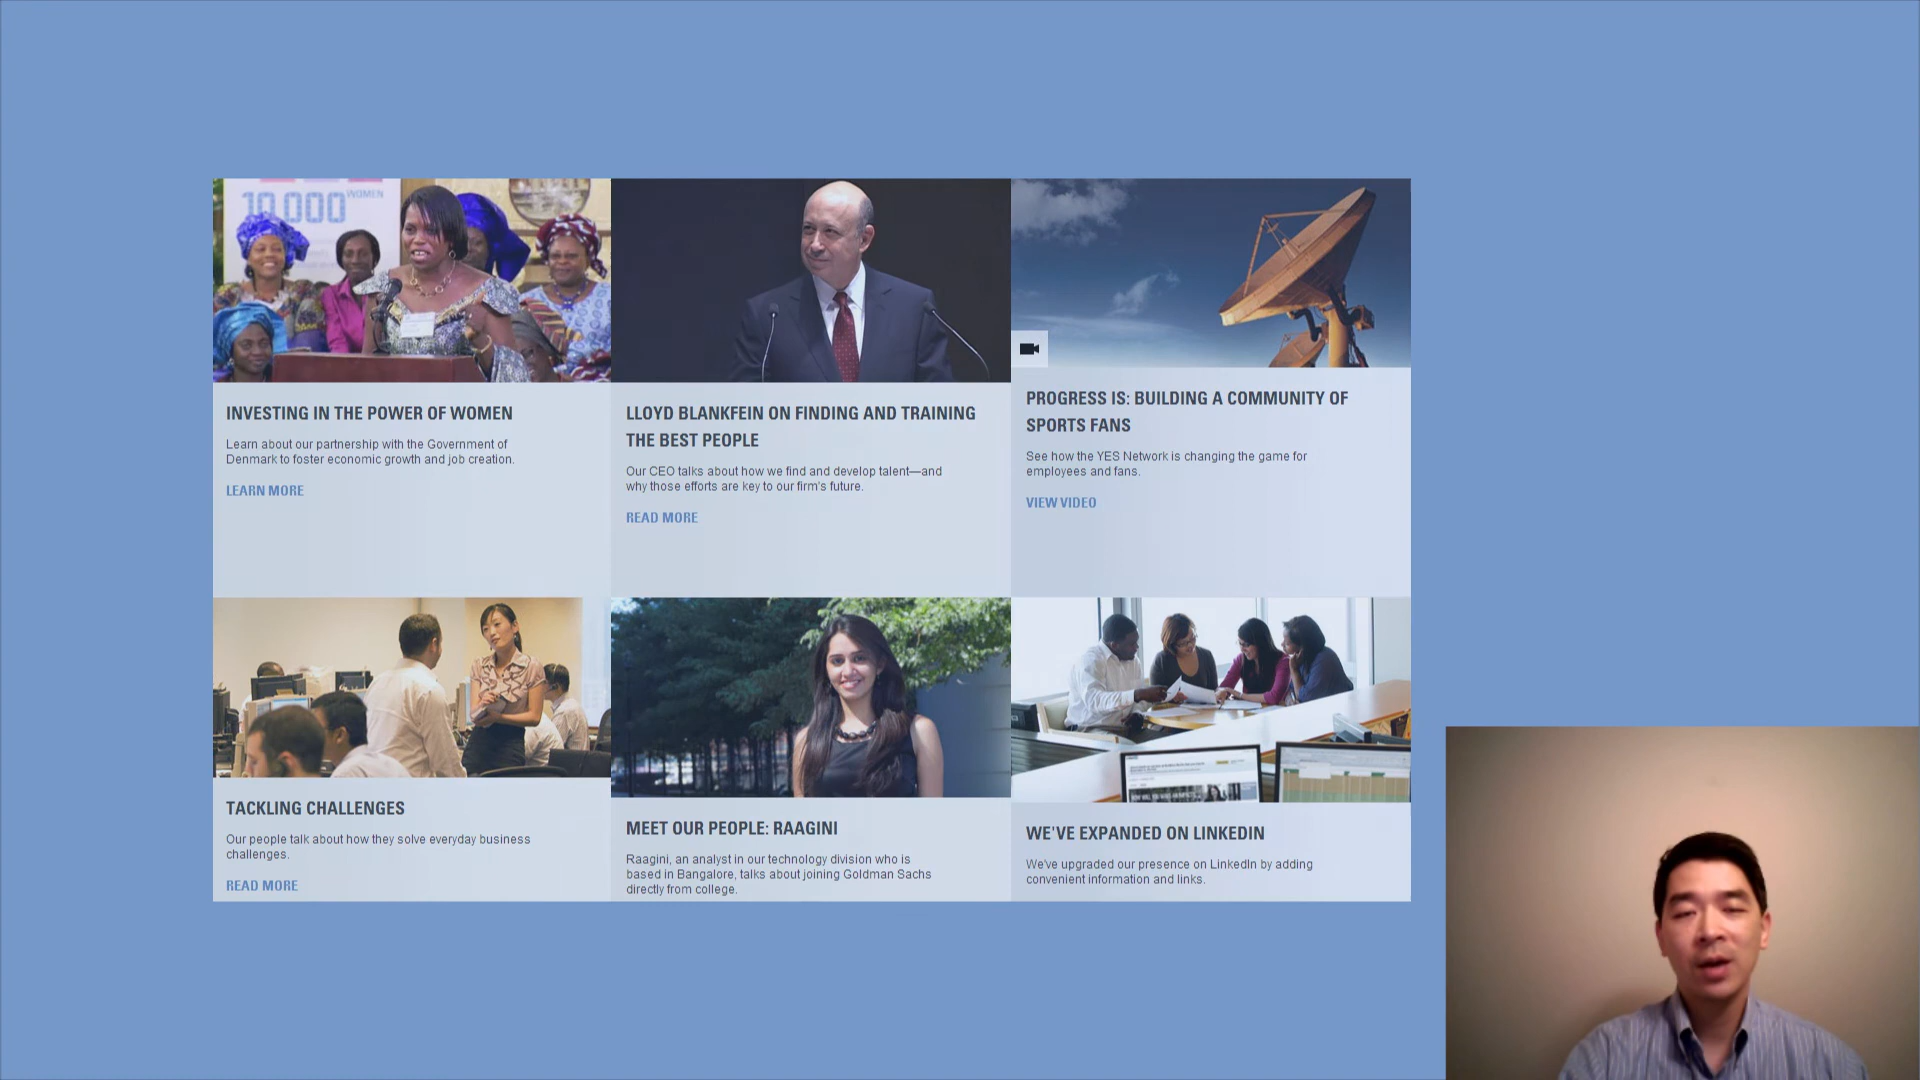 10,000 WOMEN
INVESTING IN THE POWER OF WOMEN
Learn about our partnership with the Government of
Denmark to foster economic growth and job creation.
LEARN MORE
LLOYD BLANKFEIN ON FINDING AND TRAINING
THE BEST PEOPLE
Our CEO talks about how we find and develop talent—and
why those efforts are key to our firm's future.
READ MORE
PROGRESS IS: BUILDING A COMMUNITY OF
SPORTS FANS
See how the YES Network is changing the game for
employees and fans.
VIEW VIDEO
TACKLING CHALLENGES
Our people talk about how they solve everyday business
challenges.
READ MORE
MEET OUR PEOPLE: RAAGINI
Raagini, an analyst in our technology division who is
based in Bangalore, talks about joining Goldman Sachs
directly from college.
WE'VE EXPANDED ON LINKEDIN
We've upgraded our presence on LinkedIn by adding
convenient information and links.